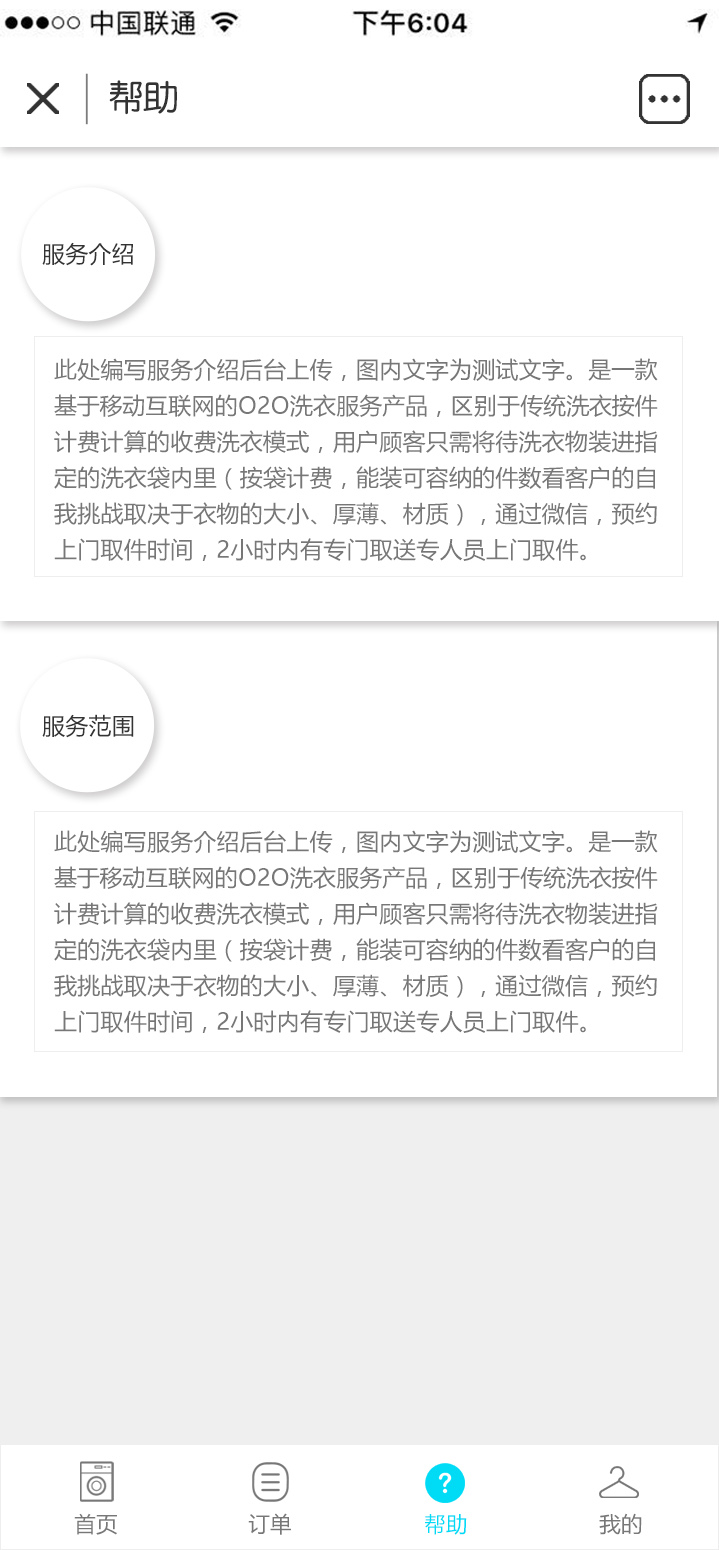 中国联通
下午6:04
帮助
服务介绍
此处编写服务介绍后台上传，图内文字为测试文字。是一款
基于移动互联网的O2O洗衣服务产品，区别于传统洗衣按件
计费计算的收费洗衣模式，用户顾客只需将待洗衣物装进指
定的洗衣袋内里（按袋计费，能装可容纳的件数看客户的自
我挑战取决于衣物的大小、厚薄、材质），通过微信，预约
上门取件时间，2小时内有专门取送专人员上门取件。
服务范围
此处编写服务介绍后台上传，图内文字为测试文字。是一款
基于移动互联网的O2O洗衣服务产品，区别于传统洗衣按件
计费计算的收费洗衣模式，用户顾客只需将待洗衣物装进指
定的洗衣袋内里（按袋计费，能装可容纳的件数看客户的自
我挑战取决于衣物的大小、厚薄、材质），通过微信，预约
上门取件时间，2小时内有专门取送专人员上门取件。
首页
订单
帮助
我的